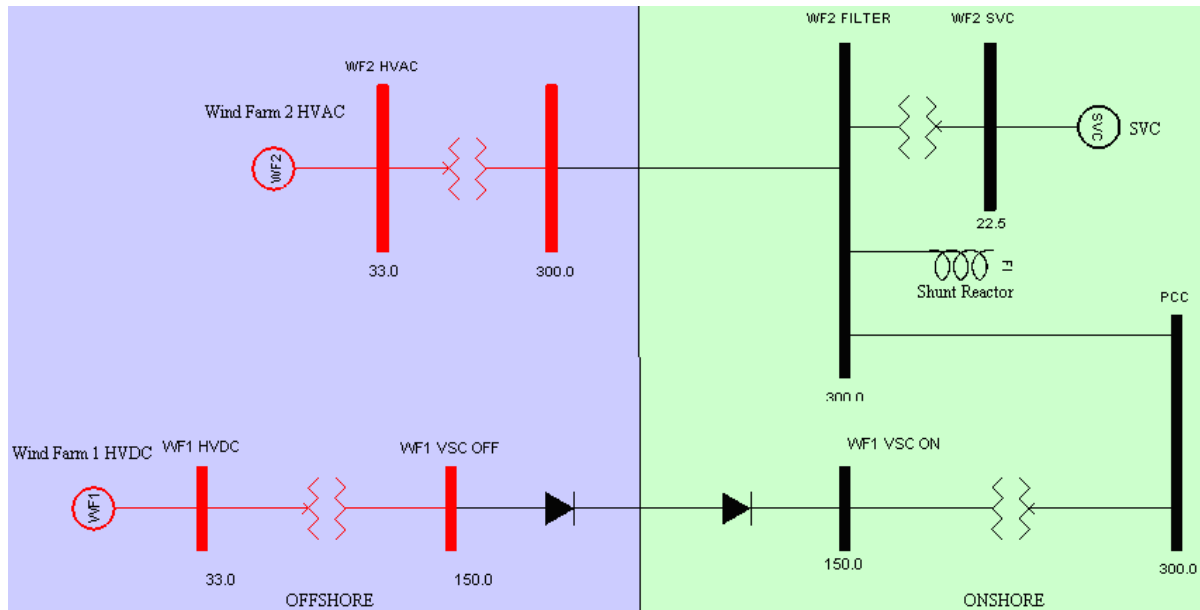 WF2 FILTER
WF2 SVC
WF2 HVAC
Wind Farm 2 HVAC
WF2
SVC
SVC
22.5
33.0
300.0
FI
Shunt Reactor
PCC
300.0
Wind Farm 1 HVDC
WF1 HVDC
WF1 VSC OFF
WF1 VSC ON
WF1
33.0
150.0
150.0
300.0
OFFSHORE
ONSHORE